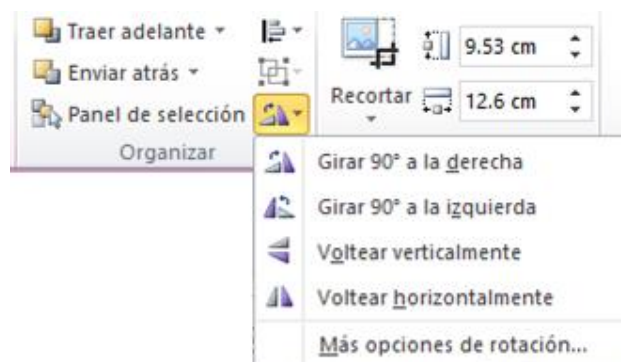 Traer adelante
Enviar atrás
Panel de selección
Organizar
Recortar
9.53 cm
12.6 cm
Girar 90° a la derecha
Girar 90° a la izquierda
Voltear verticalmente
Voltear horizontalmente
Más opciones de rotación...